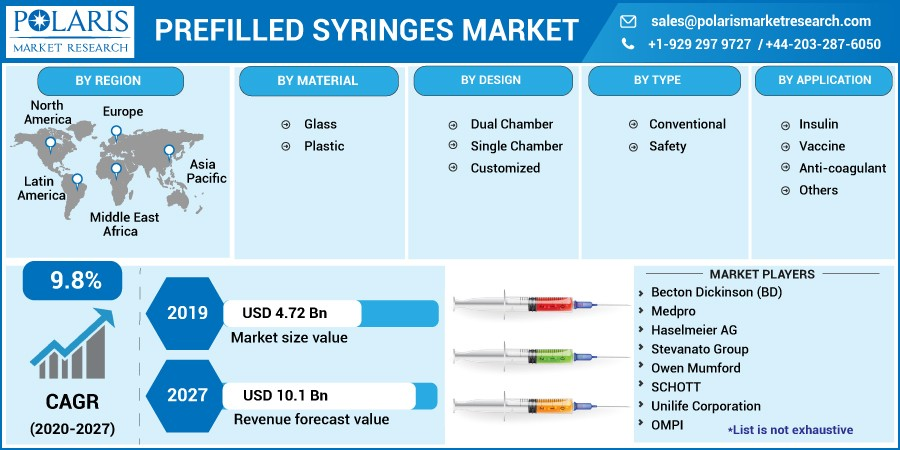 POLARIS
MARKET RESEARCH
PREFILLED SYRINGES MARKET
sales@polarismarketresearch.com
+1-929 297 9727 / +44-203-287-6050
BY REGION
North
America
Europe
Asia
Pacific
Latin
America
Middle East
Africa
BY MATERIAL
Glass
Plastic
BY DESIGN
Dual Chamber
Single Chamber
Customized
BY TYPE
Conventional
Safety
BY APPLICATION
Insulin
Vaccine
Anti-coagulant
Others
9.8%
CAGR
(2020-2027)
2019
USD 4.72 Bn
Market size value
2027
USD 10.1 Bn
Revenue forecast value
MARKET PLAYERS
Becton Dickinson (BD)
Medpro
Haselmeier AG
Stevanato Group
Owen Mumford
SCHOTT
Unilife Corporation
OMPI
*List is not exhaustive